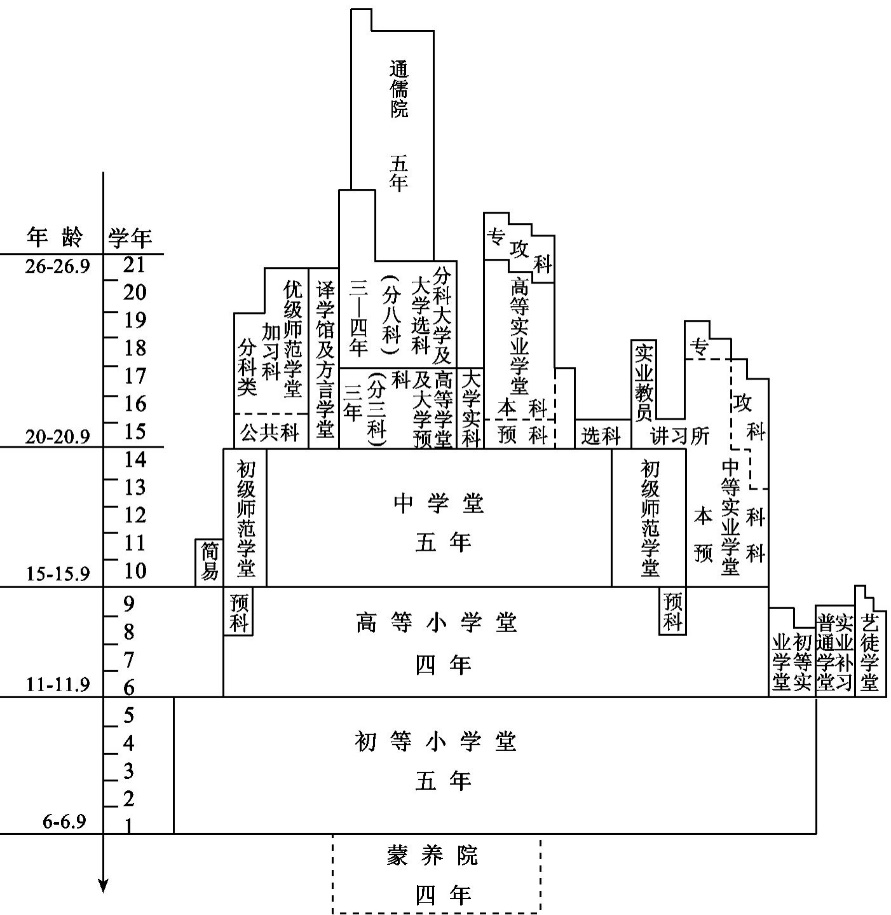 通儒院 五年
年龄 学年
26-26.9 21
20
19
18
17
16
20-20.9 15
14
13
12
11
15-15.9 10
9
8
7
11-11.9 6
5
4
3
2
6-6.9 1
优级师范学堂
加习科
分科类
公共科
译学馆及方言学堂
分科大学及
大学选科
(分八科)
三—四年
高等学堂
及大学预
科
(分三科)
三年
大学实科
专攻科
高等实业学堂
本科
预科
选科
实业教员
讲习所
专攻科
中等实业学堂
本科
预科
简易
初级师范学堂
中学堂
五年
初级师范学堂
预科
高等小学堂
四年
预科
初等实
业学堂
实业补习
普通学堂
艺徒学堂
初等小学堂
五年
蒙养院
四年